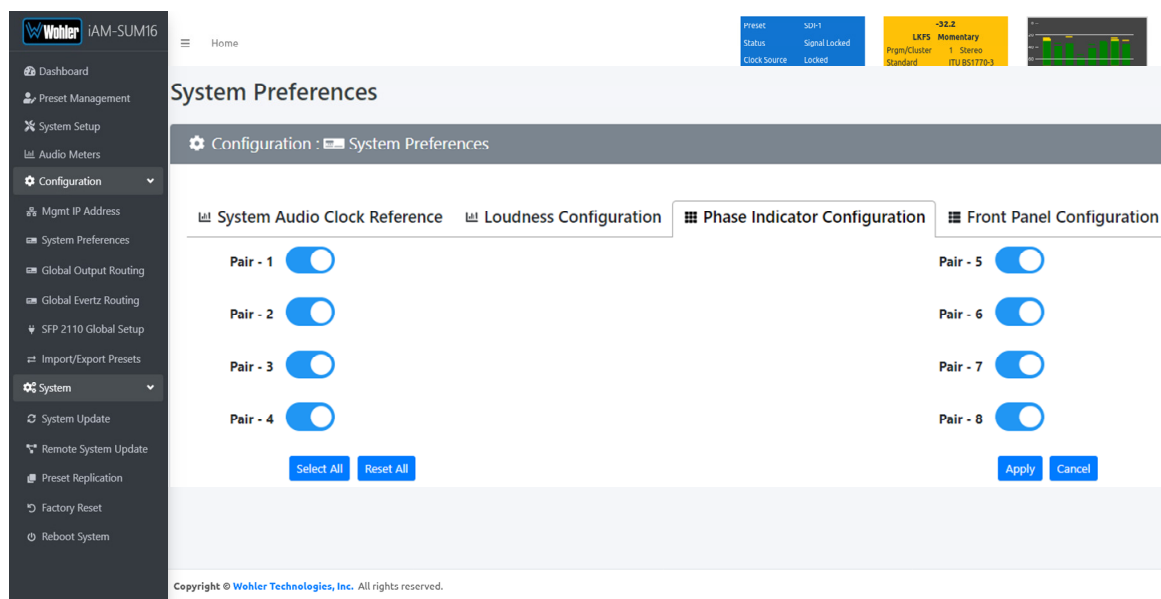 Wohler iAM-SUM16
Home
Preset SDI-1
Status Signal Locked
Clock Source Locked
-32.2
LKFS Momentary
Prgm/Cluster 1 Stereo
Standard ITU BS1770-3
Dashboard
Preset Management
System Setup
Audio Meters
Configuration
Mgmt IP Address
System Preferences
Global Output Routing
Global Evertz Routing
SFP 2110 Global Setup
Import/Export Presets
System
System Update
Remote System Update
Preset Replication
Factory Reset
Reboot System
System Preferences
Configuration : System Preferences
System Audio Clock Reference Loudness Configuration Phase Indicator Configuration Front Panel Configuration
Pair - 1 Pair - 5
Pair - 2 Pair - 6
Pair - 3 Pair - 7
Pair - 4 Pair - 8
Select All Reset All Apply Cancel
Copyright © Wohler Technologies, Inc. All rights reserved.